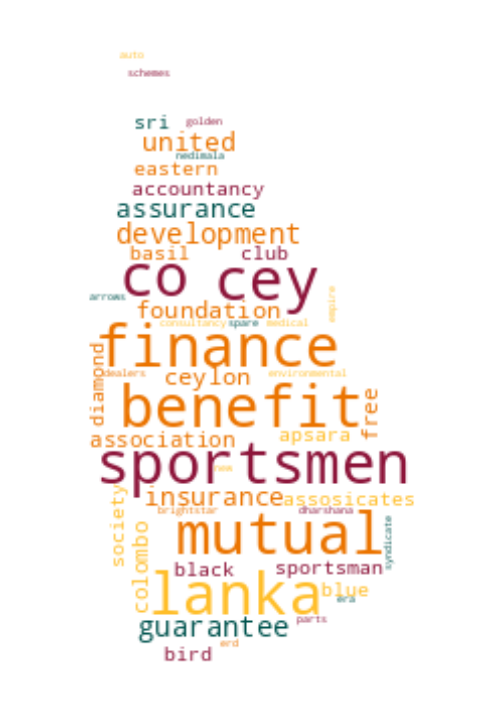 auto
schemes
sri golden
united
nedimala
eastern
accountancy
assurance
development
basil club
co cey
arrows
foundation
empire
consultancy spare medical
finance
diamond
dealers ceylon environmental
benefit
free
association apsara
sportsmen
new
society
insurance assosicates
brightstar dharshana
mutual
syndicate
colombo
black sportsman
lanka blue
era
guarantee parts
erd
bird